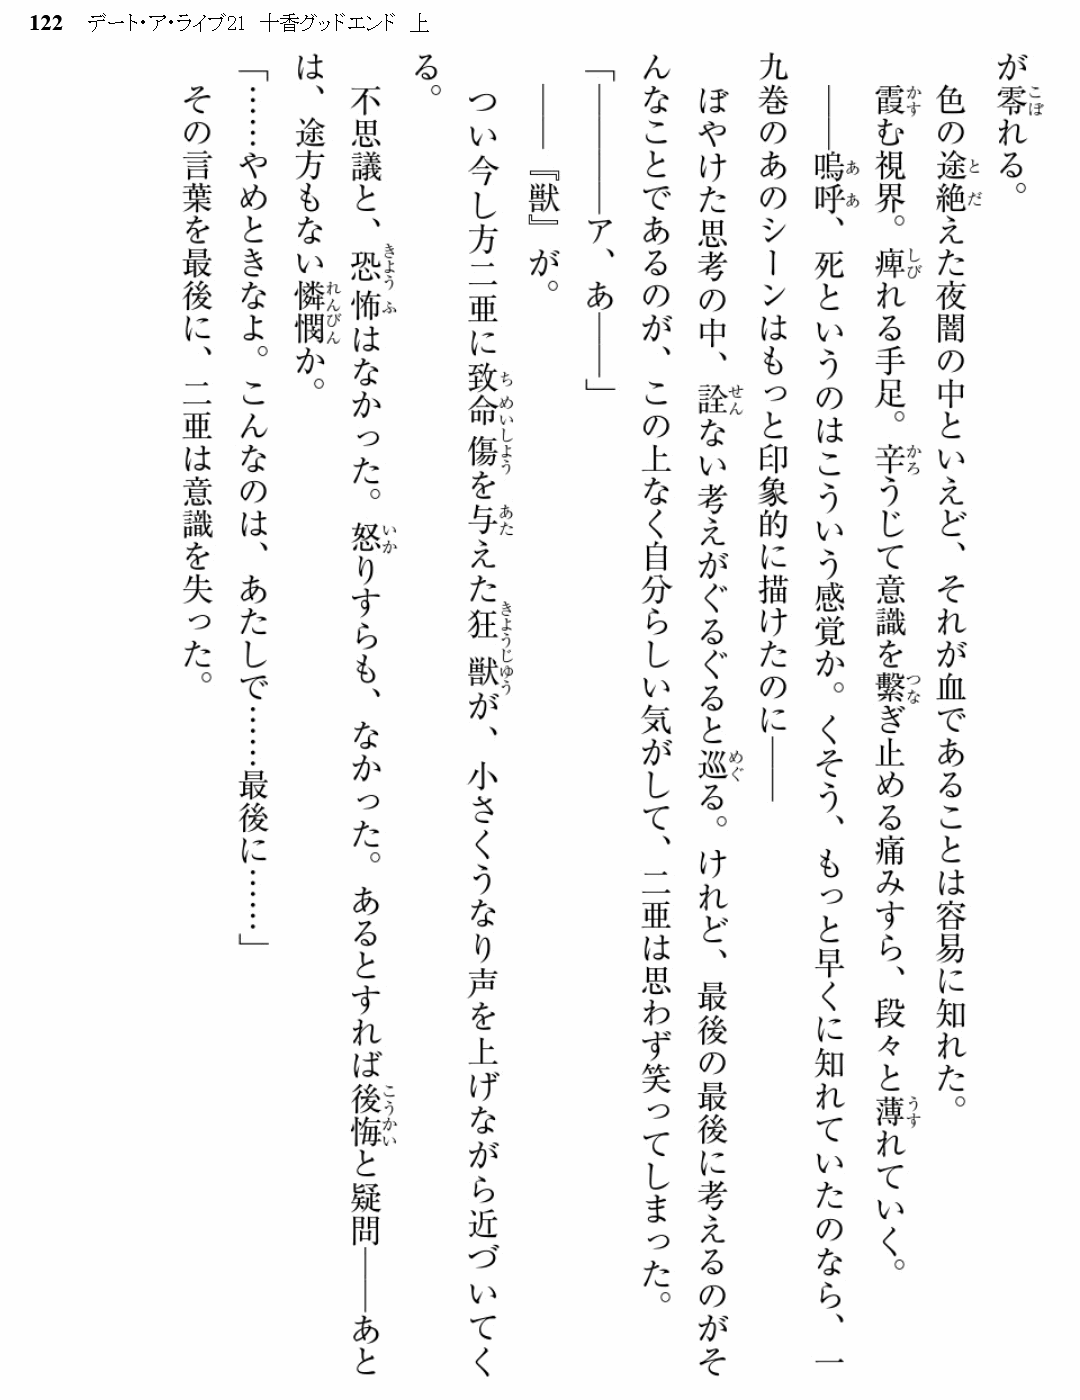 122 デート・ア・ライブ21 十香グッドエンド 上
が零れる。
色の途絶えた夜闇の中といえど、それが血であることは容易に知れた。
霞む視界。痺れる手足。辛うじて意識を繫ぎ止める痛みすら、段々と薄れていく。
――嗚呼、死というのはこういう感覚か。くそう、もっと早くに知れていたのなら、一
九巻のあのシーンはもっと印象的に描けたのに――
ぼやけた思考の中、詮ない考えがぐるぐると巡る。けれど、最後の最後に考えるのがそ
んなことであるのが、この上なく自分らしい気がして、二亜は思わず笑ってしまった。
「――――ア、あ――――」
――『獣』が。
つい今し方二亜に致命傷を与えた狂獣が、小さくうなり声を上げながら近づいてく
る。
不思議と、恐怖はなかった。怒りすらも、なかった。あるとすれば後悔と疑問――あと
は、途方もない憐憫か。
「……やめときなよ。こんなのは、あたしで……最後に……」
その言葉を最後に、二亜は意識を失った。